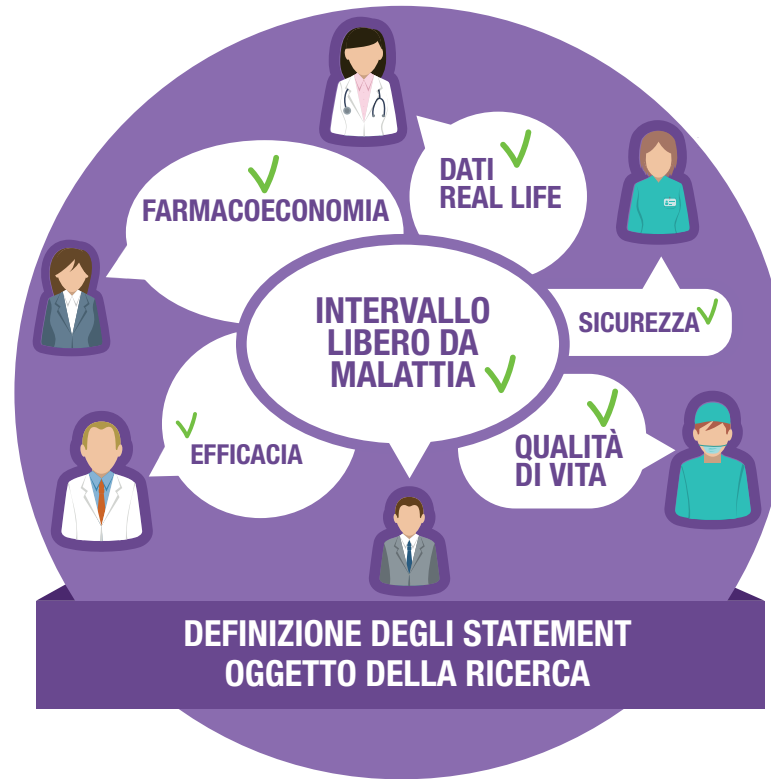 DATI
REAL LIFE
FARMACOECONOMIA
INTERVALLO
LIBERO DA
MALATTIA
SICUREZZA
EFFICACIA
QUALITÀ
DI VITA
DEFINIZIONE DEGLI STATEMENT
OGGETTO DELLA RICERCA